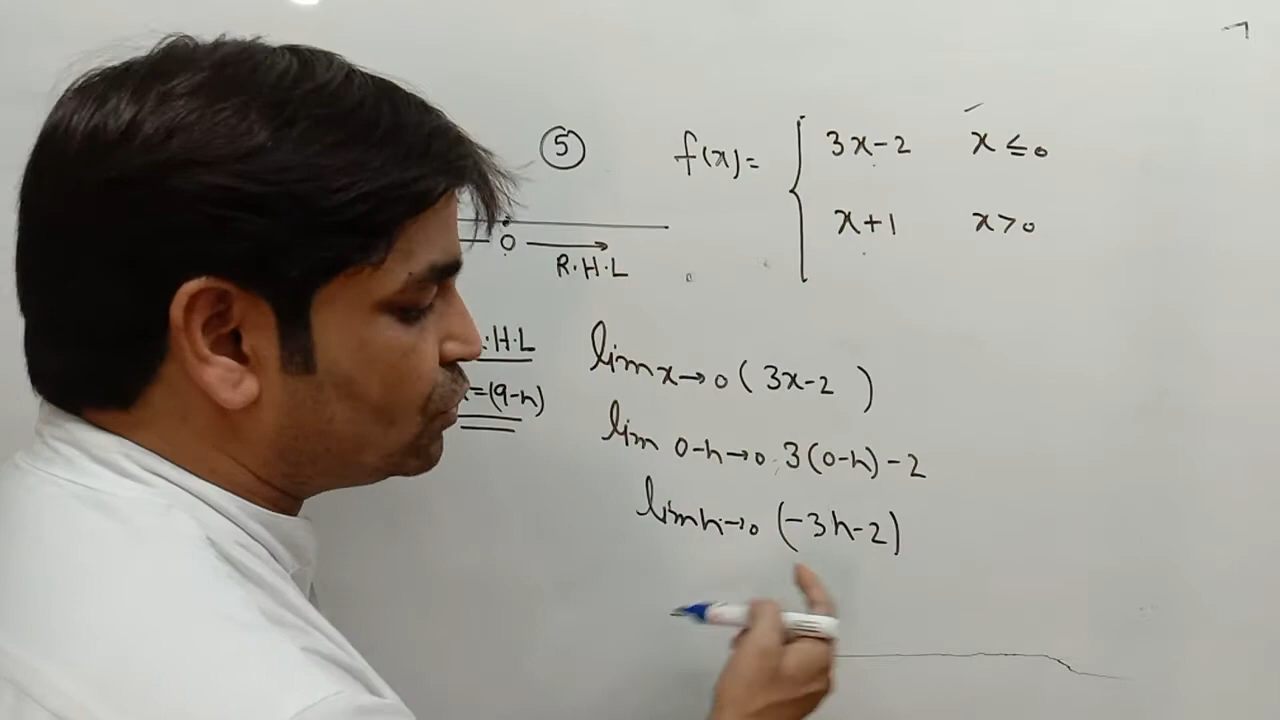 ⑤ f(x)= { 3x-2 x≤0
x+1 x>0
0 → R.H.L
.H.L
=(9-h)
lim x→0 (3x-2)
lim 0-h→0 3(0-h)-2
lim h→0 (-3h-2)